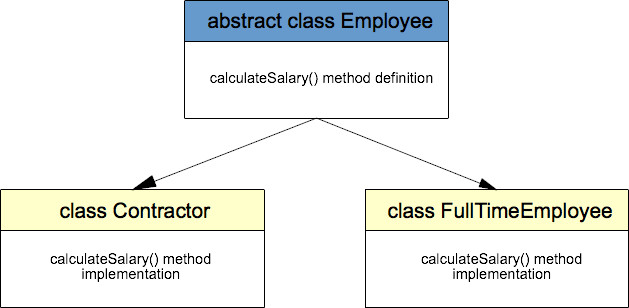 abstract class Employee
calculateSalary() method definition
class Contractor
calculateSalary() method
implementation
class FullTimeEmployee
calculateSalary() method
implementation